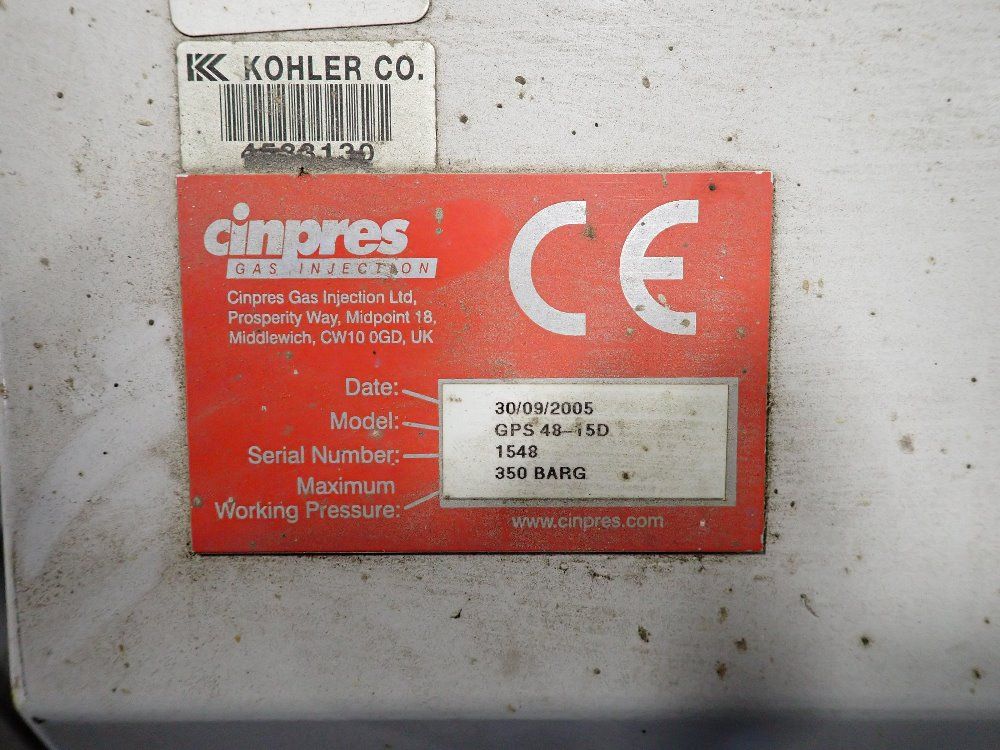 KOHLER CO.
cinpres
GAS INJECTION
Cinpres Gas Injection Ltd,
Prosperity Way, Midpoint 18,
Middlewich, CW10 0GD, UK
CE
Date:
30/09/2005
Model:
GPS 48-15D
Serial Number:
1548
Maximum
Working Pressure:
350 BARG
www.cinpres.com